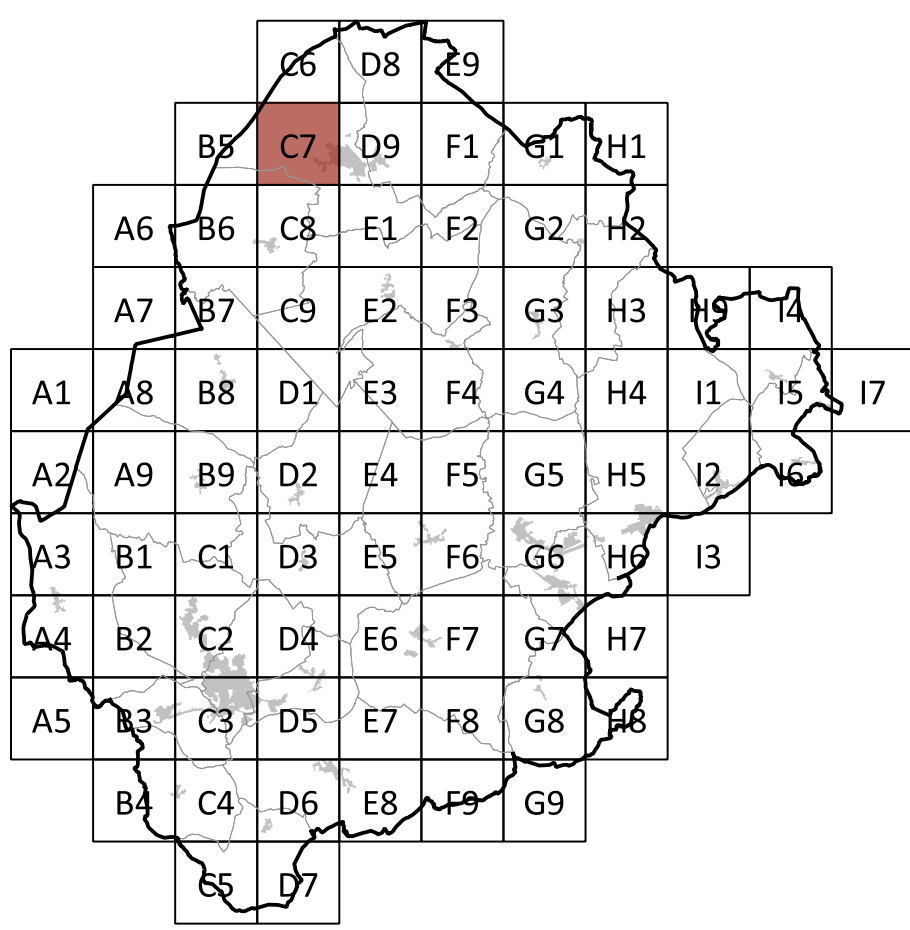 C6 D8 E9
B5 C7 D9 F1 G1 H1
A6 B6 C8 E1 F2 G2 H2
A7 B7 C9 E2 F3 G3 H3 H9 I4
A1 A8 B8 D1 E3 F4 G4 H4 I1 I5 I7
A2 A9 B9 D2 E4 F5 G5 H5 I2 I6
A3 B1 C1 D3 E5 F6 G6 H6 I3
A4 B2 C2 D4 E6 F7 G7 H7
A5 B3 C3 D5 E7 F8 G8 H8
B4 C4 D6 E8 F9 G9
C5 D7